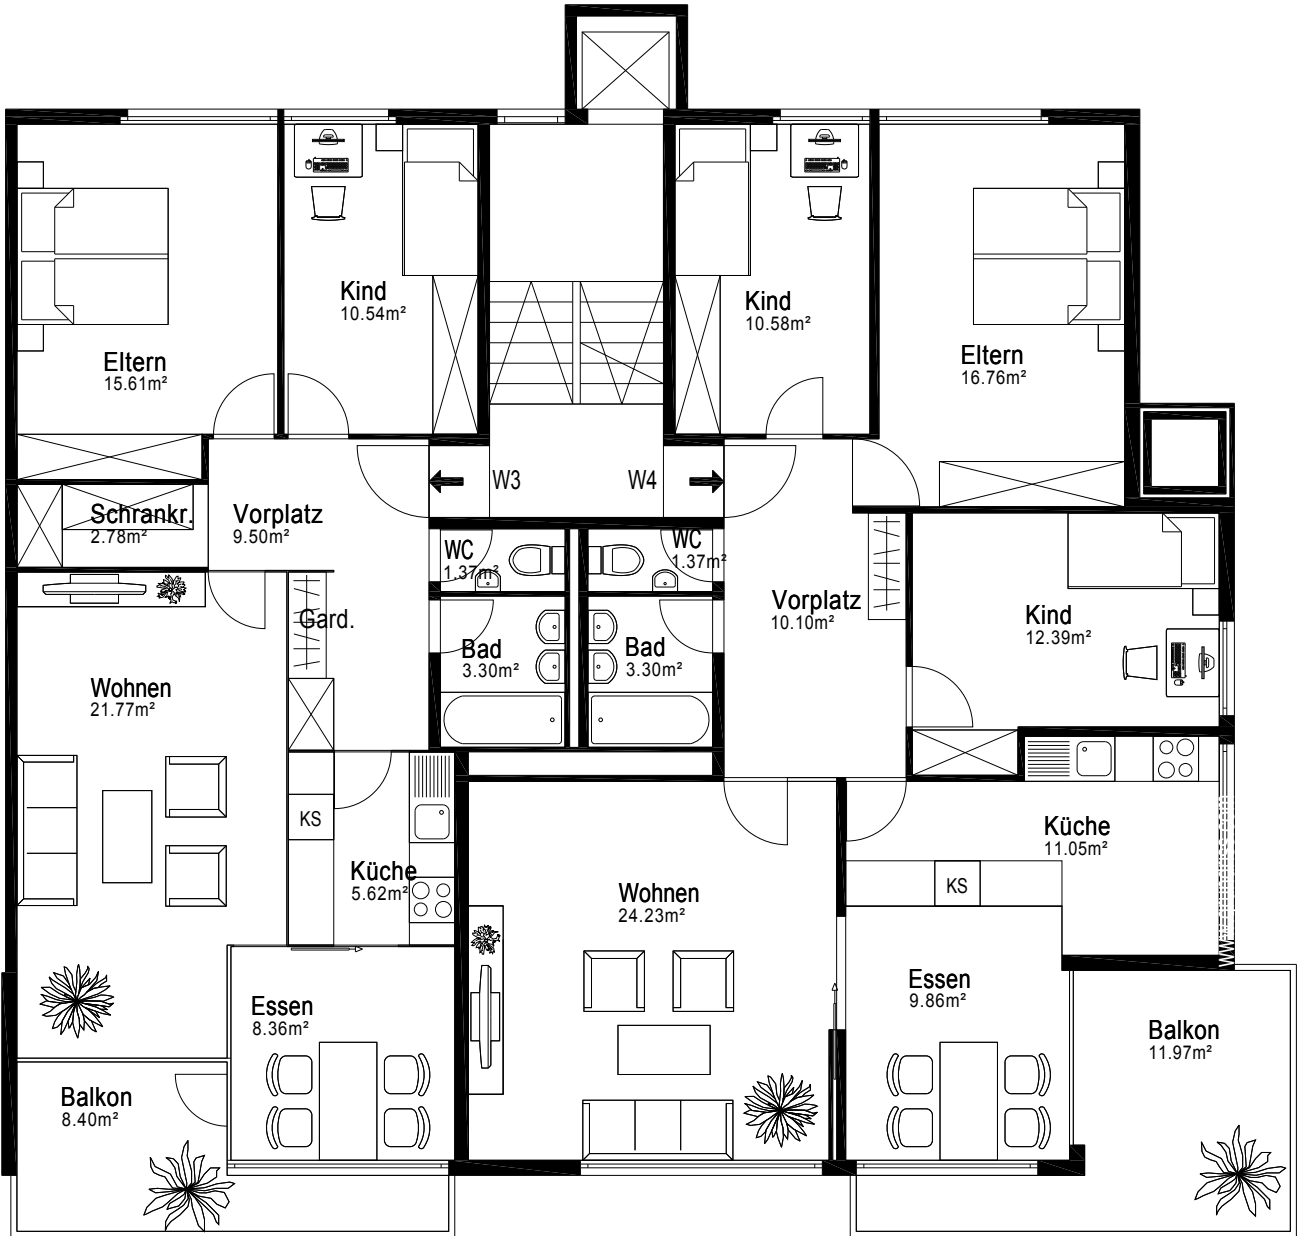 Kind
10.54m²
Kind
10.58m²
Eltern
15.61m²
Eltern
16.76m²
W3
W4
Schrankr.
2.78m²
Vorplatz
9.50m²
WC
1.37m²
WC
1.37m²
Gard.
Vorplatz
10.10m²
Kind
12.39m²
Bad
3.30m²
Bad
3.30m²
Wohnen
21.77m²
KS
Küche
5.62m²
Küche
11.05m²
KS
Wohnen
24.23m²
Essen
8.36m²
Essen
9.86m²
Balkon
11.97m²
Balkon
8.40m²